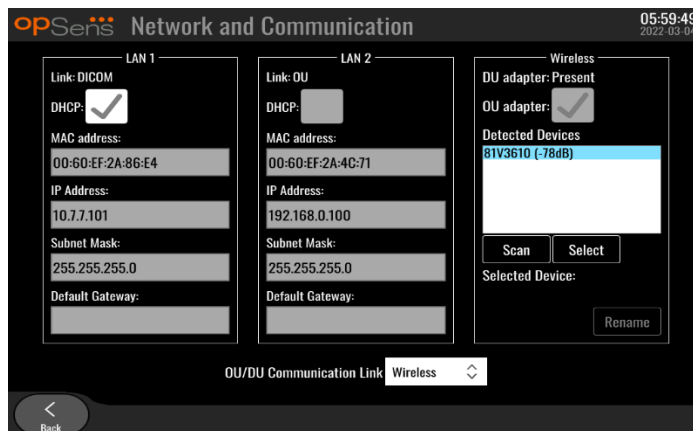 opSens Network and Communication
05:59:49
2022-03-04
LAN 1
Link: DICOM
DHCP:
MAC address:
00:60:EF:2A:86:E4
IP Address:
10.7.7.101
Subnet Mask:
255.255.255.0
Default Gateway:
LAN 2
Link: OU
DHCP:
MAC address:
00:60:EF:2A:4C:71
IP Address:
192.168.0.100
Subnet Mask:
255.255.255.0
Default Gateway:
Wireless
DU adapter: Present
OU adapter:
Detected Devices
81V3610 (-78dB)
Scan Select
Selected Device:
Rename
OU/DU Communication Link Wireless
Back